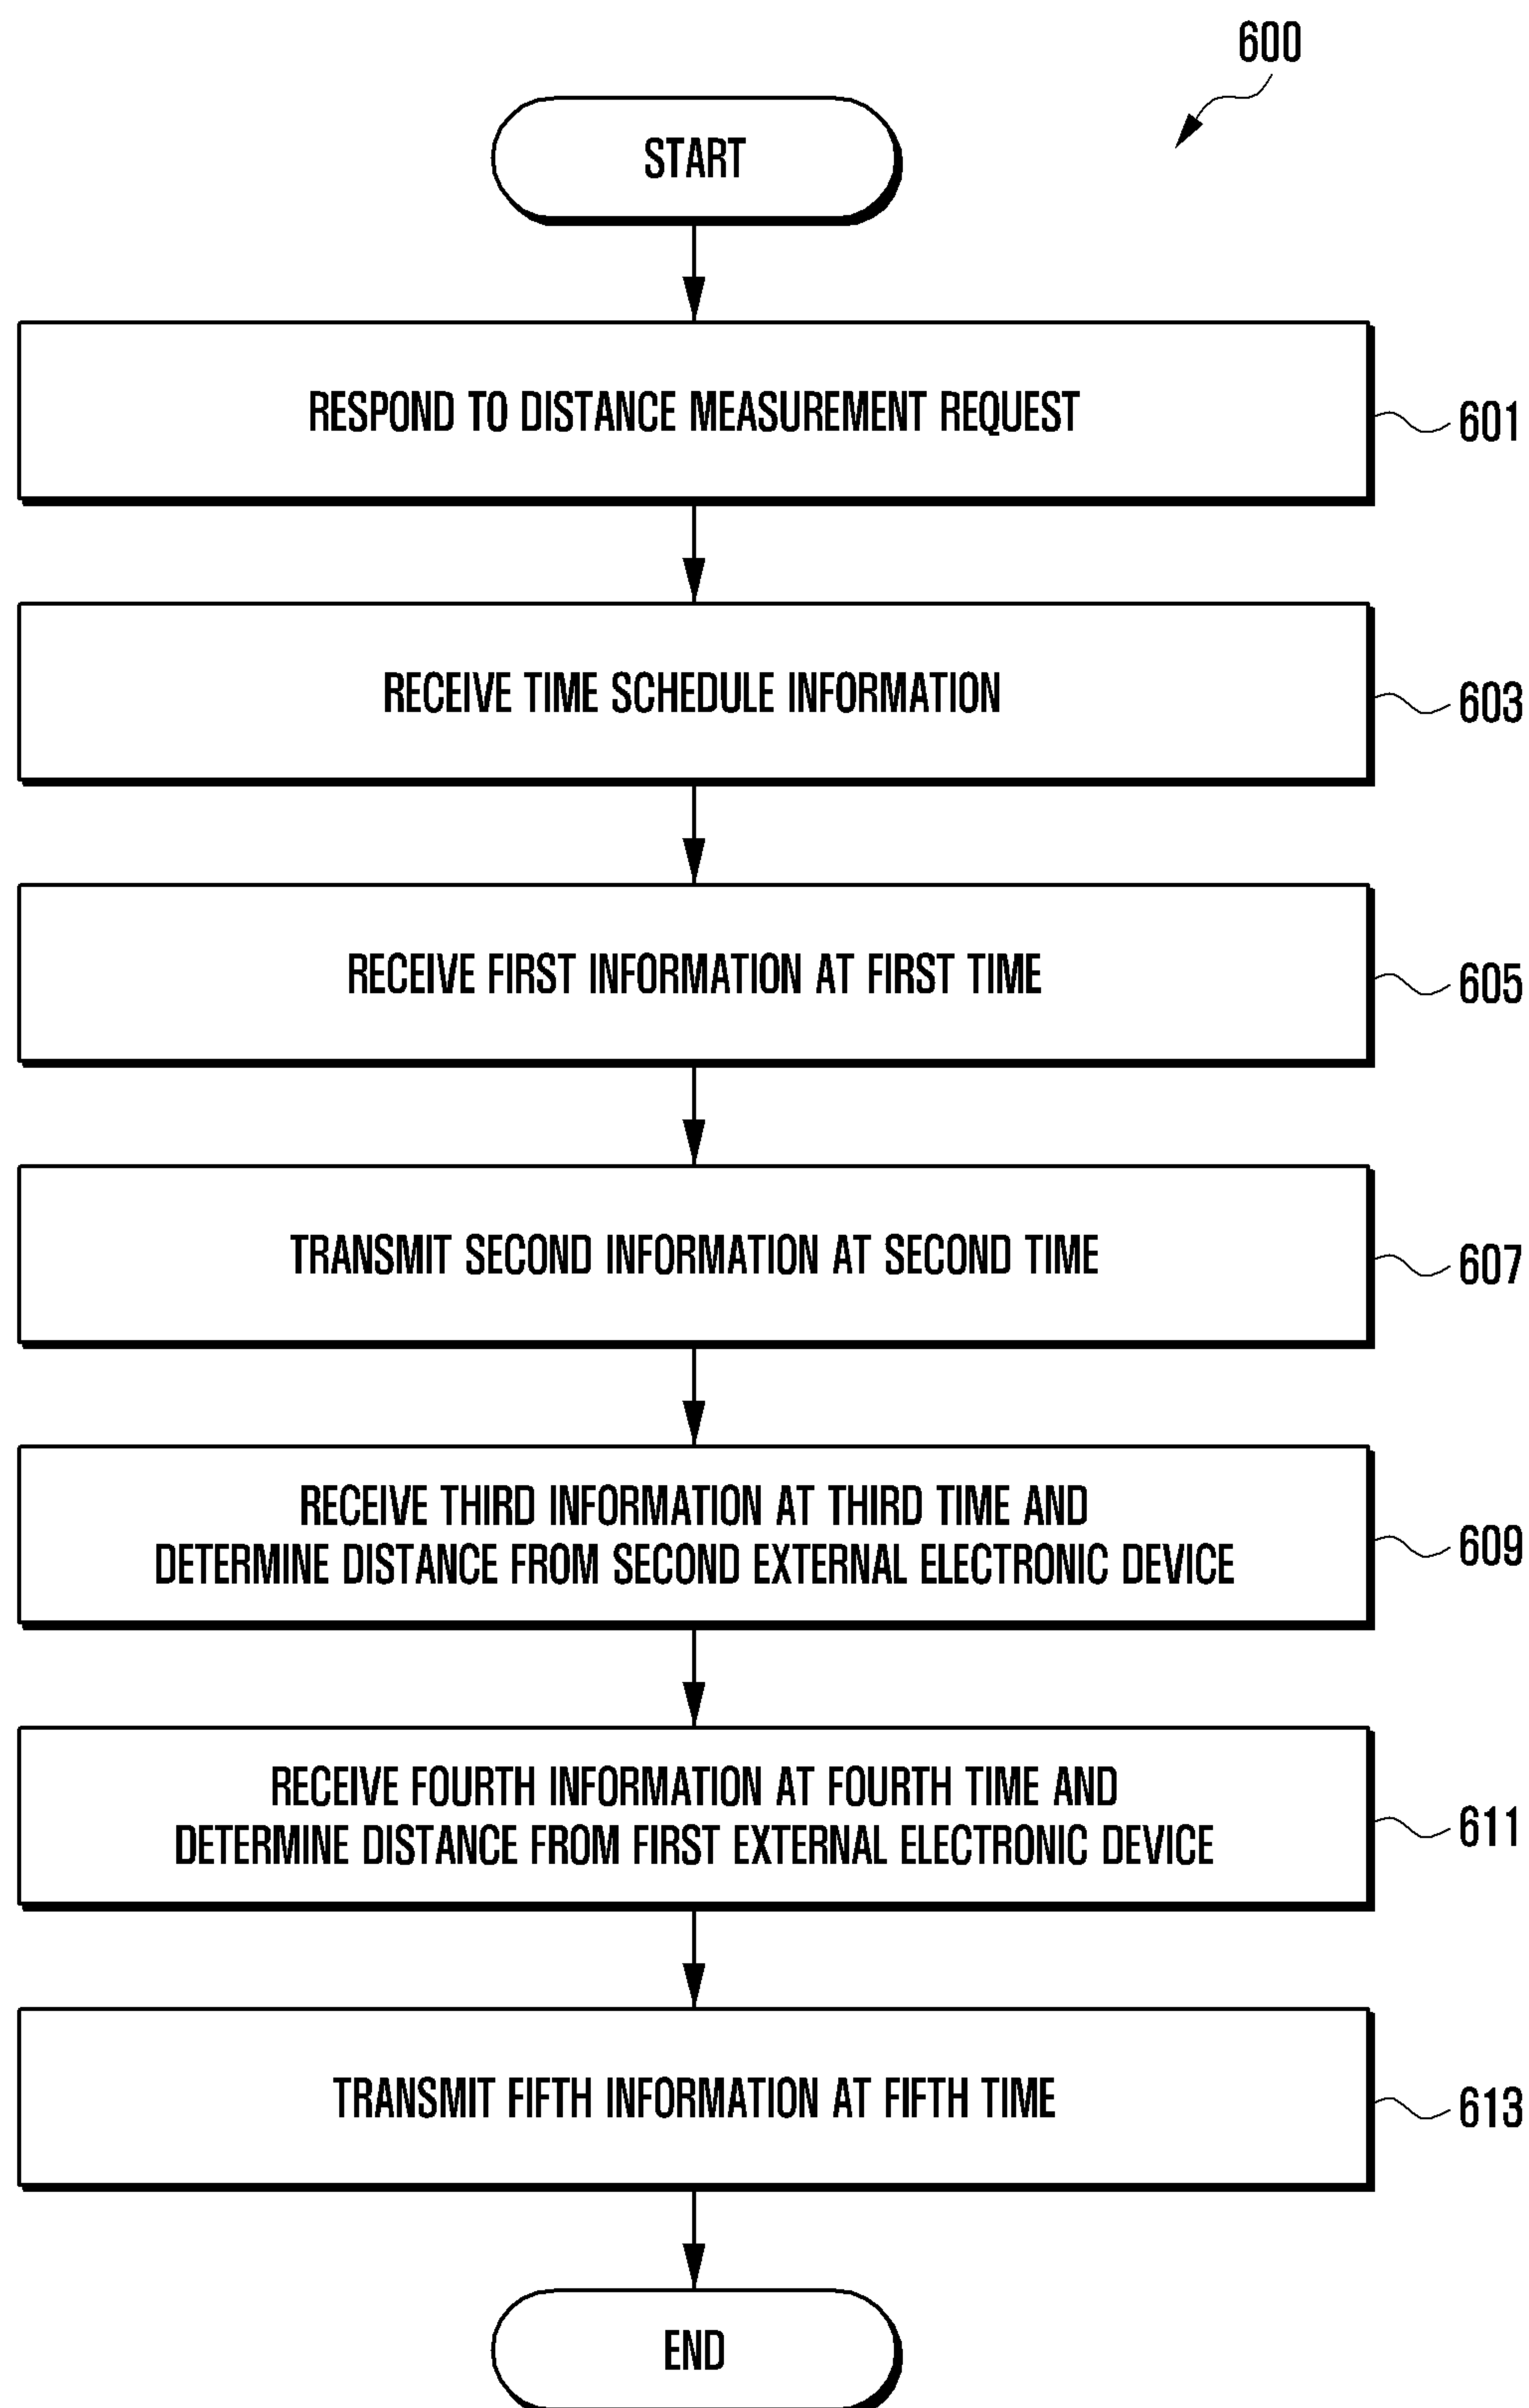 600
START
RESPOND TO DISTANCE MEASUREMENT REQUEST
601
RECEIVE TIME SCHEDULE INFORMATION
603
RECEIVE FIRST INFORMATION AT FIRST TIME
605
TRANSMIT SECOND INFORMATION AT SECOND TIME
607
RECEIVE THIRD INFORMATION AT THIRD TIME AND
DETERMINE DISTANCE FROM SECOND EXTERNAL ELECTRONIC DEVICE
609
RECEIVE FOURTH INFORMATION AT FOURTH TIME AND
DETERMINE DISTANCE FROM FIRST EXTERNAL ELECTRONIC DEVICE
611
TRANSMIT FIFTH INFORMATION AT FIFTH TIME
613
END